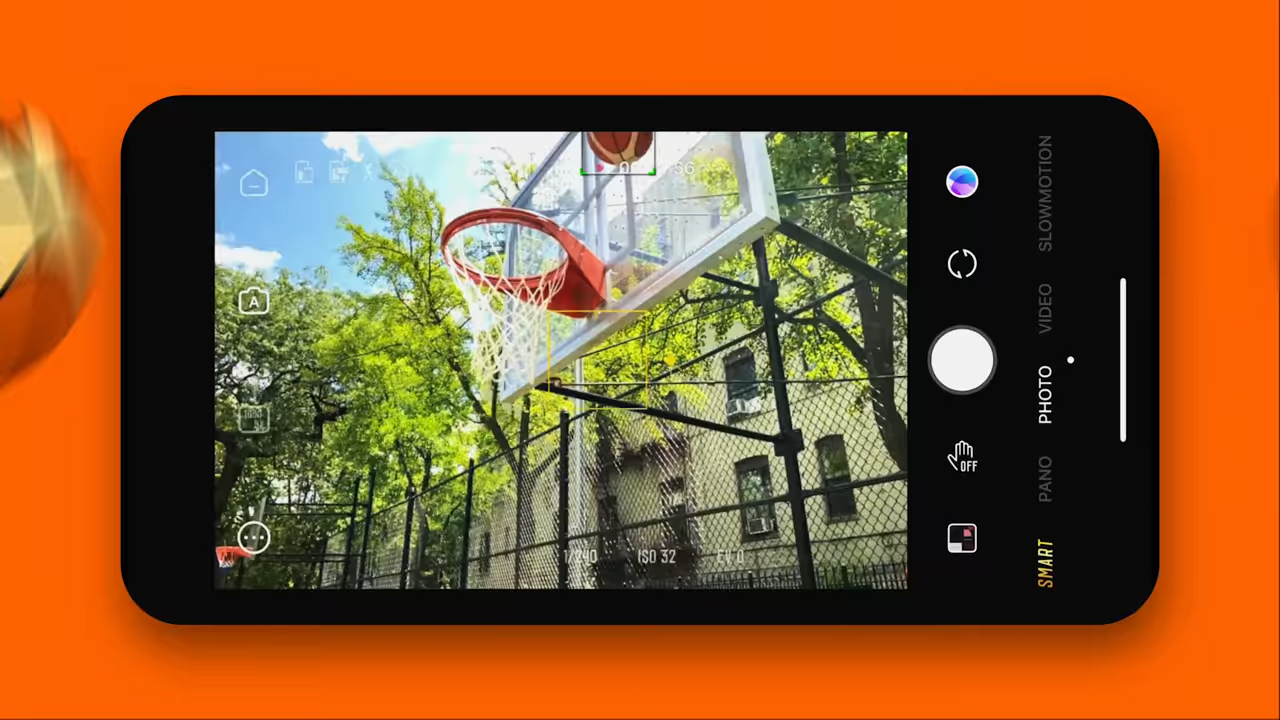 SLOWMOTION
VIDEO
PHOTO
PANO
SMART
A
OFF
1/240 ISO 32 EV 0